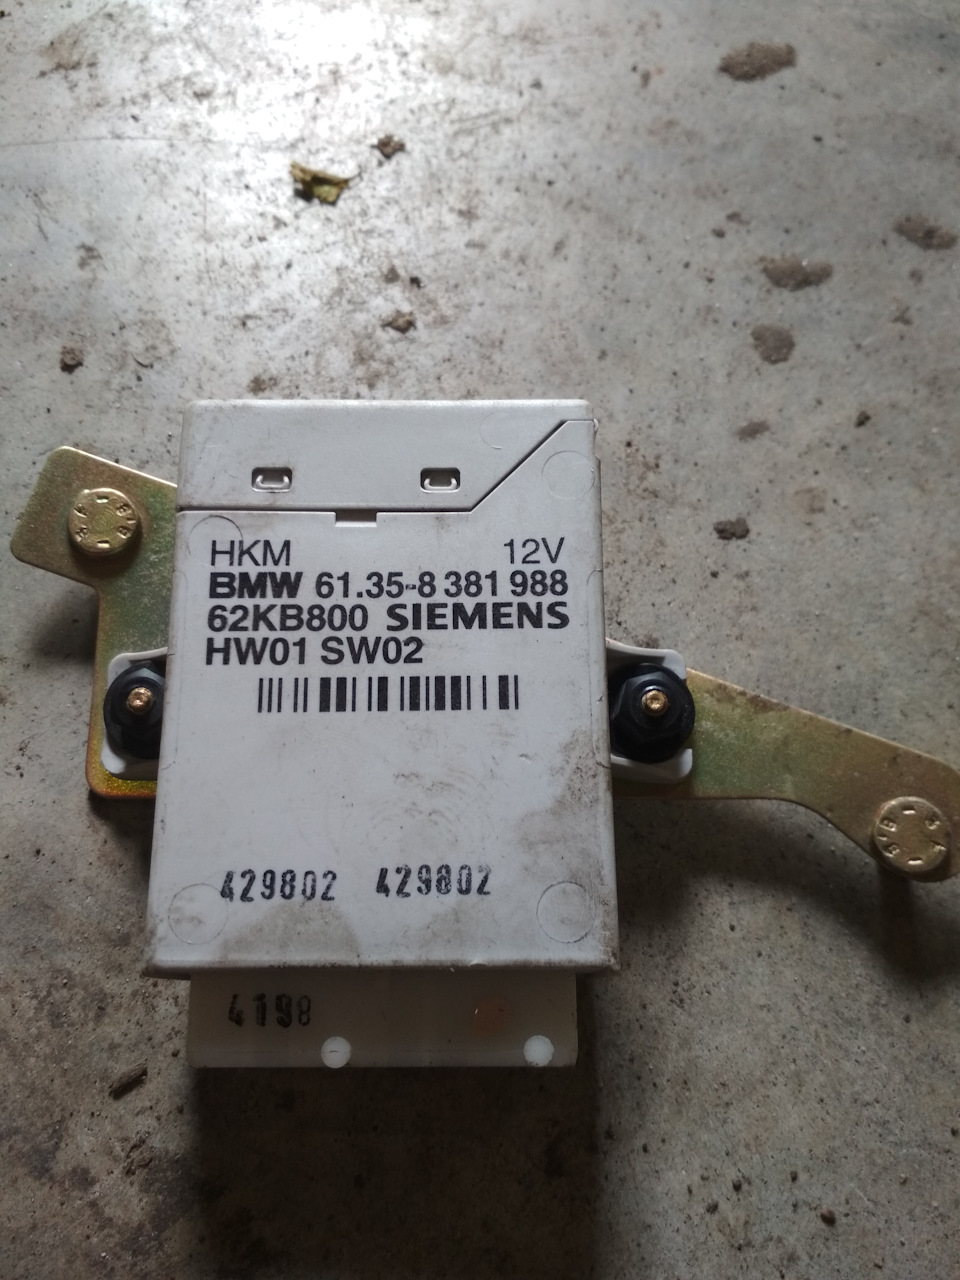 HKM 12V
BMW 61.35-8 381 988
62KB800 SIEMENS
HW01 SW02
429802 429802
4198